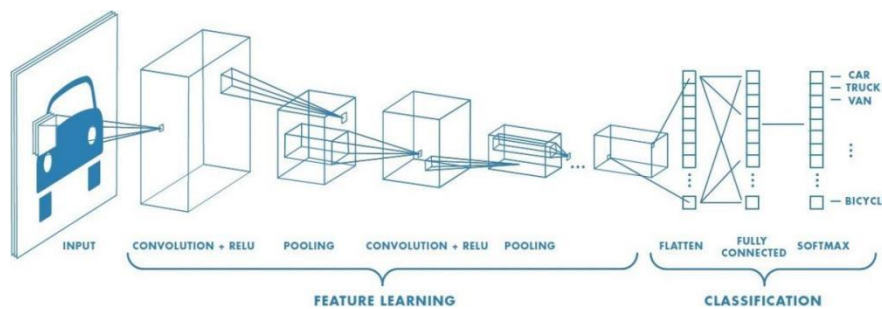 CAR
TRUCK
VAN
BICYCL
INPUT
CONVOLUTION + RELU
POOLING
CONVOLUTION + RELU
POOLING
FLATTEN
FULLY
CONNECTED
SOFTMAX
FEATURE LEARNING
CLASSIFICATION